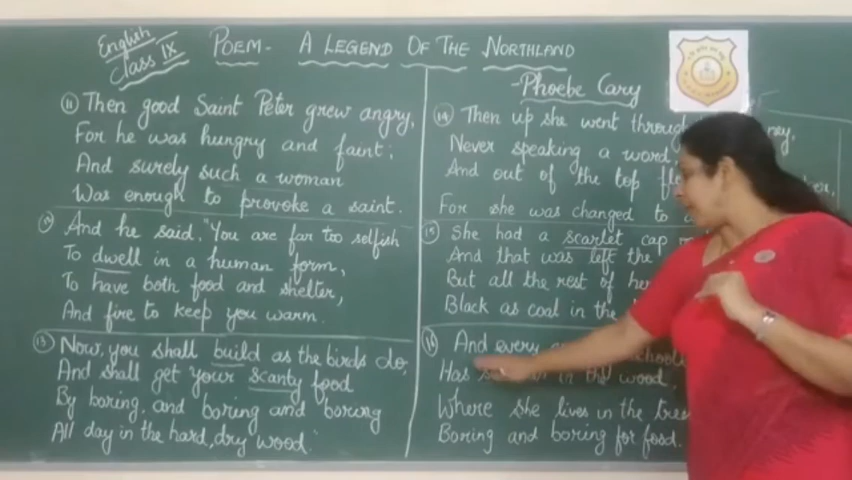 English
Class IX
POEM- A LEGEND OF THE NORTHLAND
-Phoebe Cary
11 Then good Saint Peter grew angry,
For he was hungry and faint;
And surely such a woman
Was enough to provoke a saint.
12 And he said, "You are far too selfish
To dwell in a human form,
To have both food and shelter,
And fire to keep you warm.
13 Now, you shall build as the birds do,
And shall get your scanty food
By boring, and boring and boring
All day in the hard, dry wood."
14 Then up she went through
Never speaking a word
And out of the top
For she was changed to a
15 She had a scarlet cap
And that was left the
But all the rest of her
Black as coal in the
16 And every
Has in the wood,
Where she lives in the trees
Boring and boring for food.